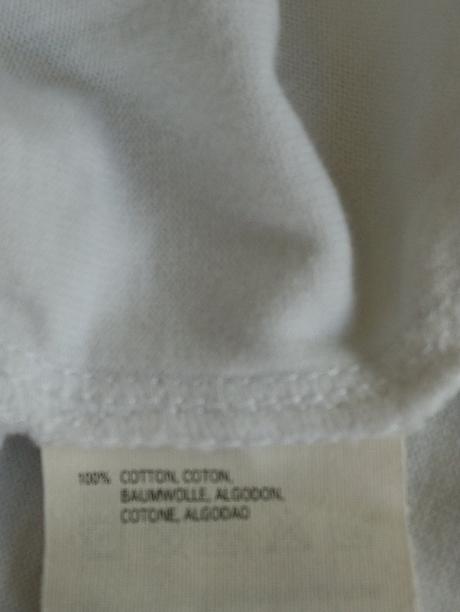 100% COTTON, COTON,
BAUMWOLLE, ALGODON,
COTONE, ALGODAO